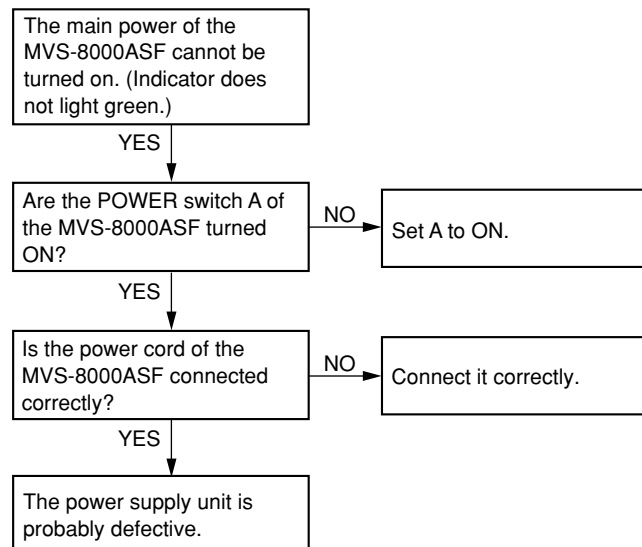 The main power of the
MVS-8000ASF cannot be
turned on. (Indicator does
not light green.)
YES
Are the POWER switch A of
the MVS-8000ASF turned
ON?
NO
Set A to ON.
YES
Is the power cord of the
MVS-8000ASF connected
correctly?
NO
Connect it correctly.
YES
The power supply unit is
probably defective.